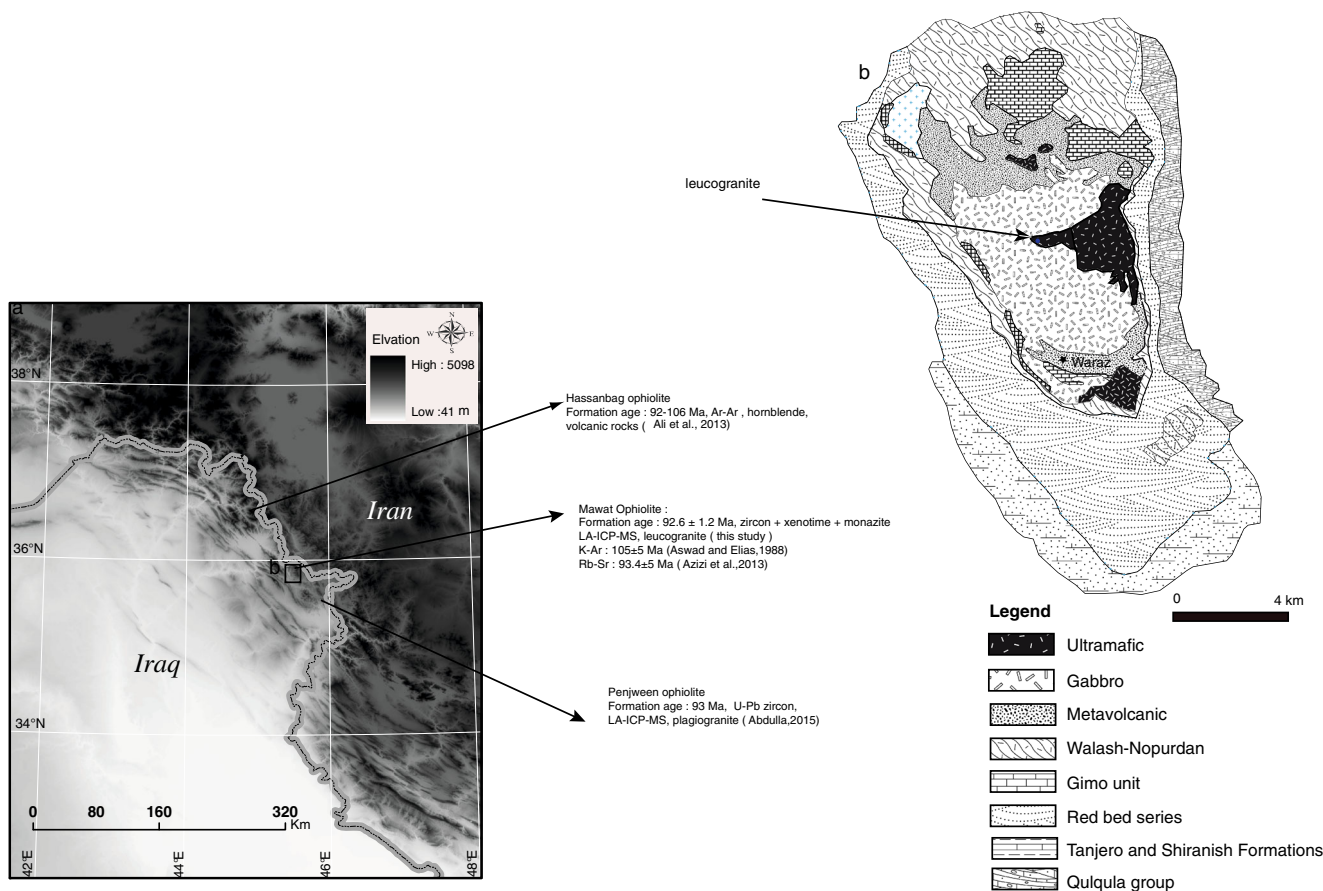 a
Elvation
N
W
E
S
High : 5098
Low :41 m
38°N
36°N
34°N
Iran
Iraq
b
0 80 160 320
Km
42°E
44°E
46°E
48°E
Hassanbag ophiolite
Formation age : 92-106 Ma, Ar-Ar , hornblende,
volcanic rocks ( Ali et al., 2013)
Mawat Ophiolite :
Formation age : 92.6 ± 1.2 Ma, zircon + xenotime + monazite
LA-ICP-MS, leucogranite ( this study )
K-Ar : 105±5 Ma (Aswad and Elias,1988)
Rb-Sr : 93.4±5 Ma ( Azizi et al.,2013)
Penjween ophiolite
Formation age : 93 Ma, U-Pb zircon,
LA-ICP-MS, plagiogranite ( Abdulla,2015)
b
leucogranite
Waraz
0 4 km
Legend
Ultramafic
Gabbro
Metavolcanic
Walash-Nopurdan
Gimo unit
Red bed series
Tanjero and Shiranish Formations
Qulqula group